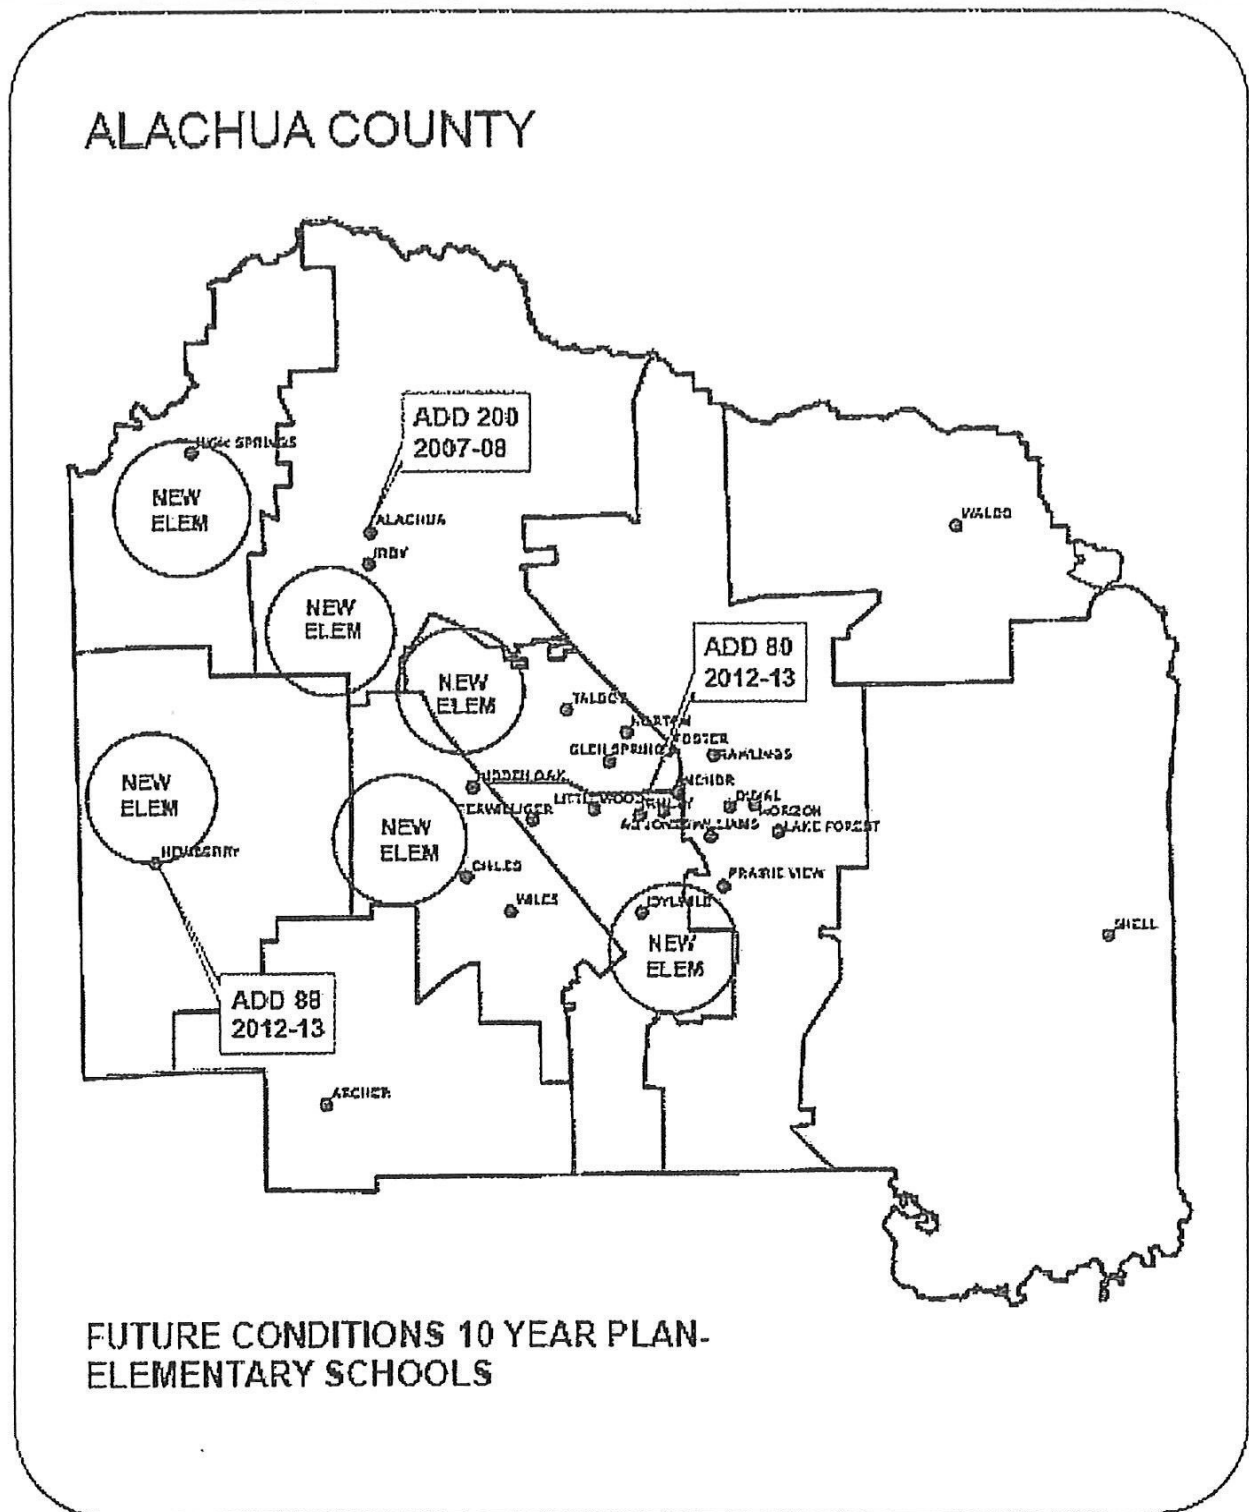 ALACHUA COUNTY
ADD 200
2007-08
HIGH SPRINGS
NEW
ELEM
ALACHUA
IRBY
WALDO
NEW
ELEM
ADD 80
2012-13
NEW
ELEM
TALBOT
NORTON
FOSTER
GLEN SPRINGS
RAWLINGS
HIDDEN OAK
ANCHOR
NEW
ELEM
LITTLEWOOD
FINLEY
DUVAL
HORIZON
TERWILLIGER
WILLIAMS
LAKE FOREST
NEW
ELEM
NEWBERRY
CHILES
PRAIRIE VIEW
WILES
IDYLWILD
SHELL
NEW
ELEM
ADD 88
2012-13
ARCHER
FUTURE CONDITIONS 10 YEAR PLAN-
ELEMENTARY SCHOOLS